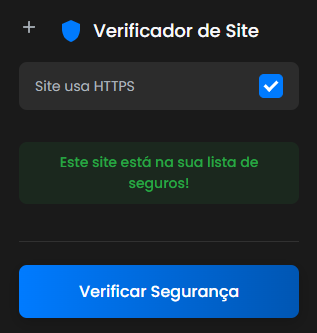 Verificador de Site
Site usa HTTPS
Este site está na sua lista de
seguros!
Verificar Segurança